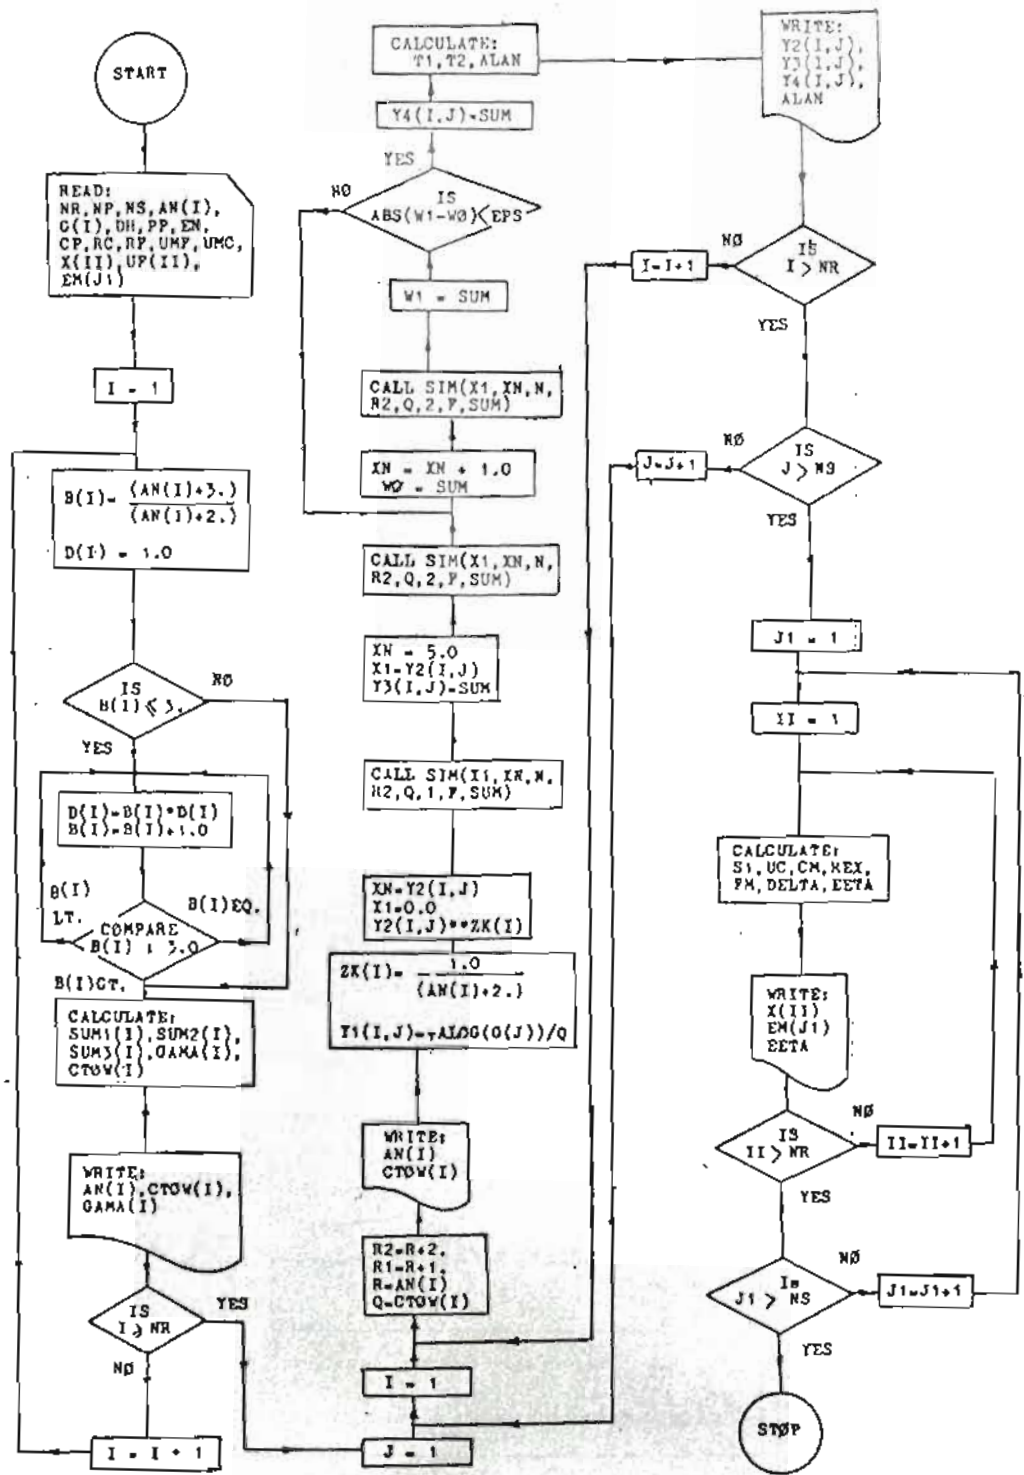 START
READ:
NR,NP,NS,AN(I),
G(I),DH,PP,EN,
CP,RC,RP,UMP,UMC,
X(II),UP(II),
EM(J1)
I = 1
B(I)= (AN(I)+3.)
(AN(I)+2.)
D(I) = 1.0
IS
B(I) ⩽ 3.
NØ
YES
D(I)=B(I)*D(I)
B(I)=B(I)+1.0
B(I)
LT.
B(I)EQ.
COMPARE
B(I) : 3.0
B(I)GT.
CALCULATE:
SUM1(I),SUM2(I),
SUM3(I),GAMA(I),
CTOW(I)
WRITE:
AN(I),CTOW(I),
GAMA(I)
IS
I ⩾ NR
YES
NØ
I = I + 1
CALCULATE:
T1,T2,ALAN
Y4(I,J)=SUM
YES
NØ
IS
ABS(W1-WØ)<EPS
W1 = SUM
CALL SIM(X1,XN,N,
R2,Q,2,F,SUM)
XN = XN + 1.0
WØ = SUM
CALL SIM(X1,XN,N,
R2,Q,2,F,SUM)
XN = 5.0
X1=Y2(I,J)
Y3(I,J)=SUM
CALL SIM(X1,XN,N,
R2,Q,1,F,SUM)
XN=Y2(I,J)
X1=0.0
Y2(I,J)**ZK(I)
ZK(I)= 1.0
(AN(I)+2.)
Y1(I,J)=-ALOG(G(J))/Q
WRITE:
AN(I)
CTOW(I)
R2=R+2.
R1=R+1.
R=AN(I)
Q=CTOW(I)
I = 1
J = 1
WRITE:
Y2(I,J),
Y3(I,J),
Y4(I,J),
ALAN
IS
I > NR
NØ
I=I+1
YES
IS
J > NS
NØ
J=J+1
YES
J1 = 1
II = 1
CALCULATE:
S1,UC,CM,REX,
FM,DELTA,EETA
WRITE:
X(II)
EM(J1)
EETA
IS
II > NR
NØ
II=II+1
YES
Is
J1 > NS
NØ
J1=J1+1
YES
STØP